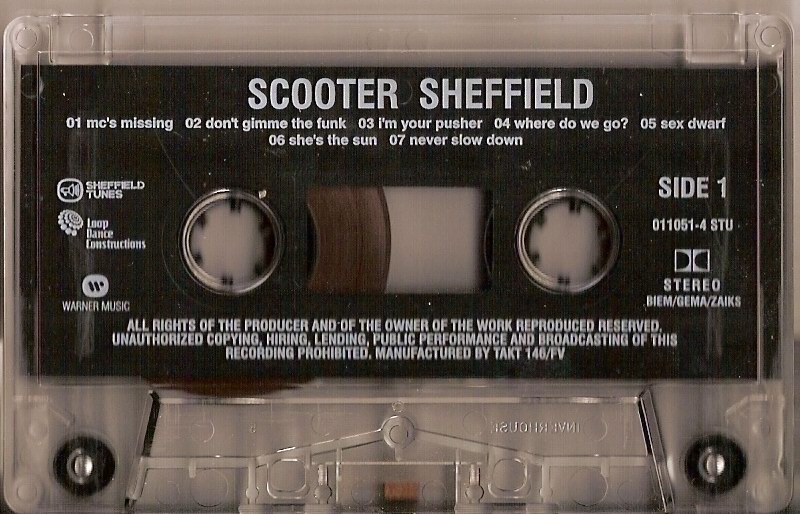 SCOOTER SHEFFIELD
01 mc's missing 02 don't gimme the funk 03 i'm your pusher 04 where do we go? 05 sex dwarf
06 she's the sun 07 never slow down
SHEFFIELD
TUNES
SIDE 1
Loop
Dance
Constructions
011051-4 STU
STEREO
WARNER MUSIC
BIEM/GEMA/ZAIKS
ALL RIGHTS OF THE PRODUCER AND OF THE OWNER OF THE WORK REPRODUCED RESERVED.
UNAUTHORIZED COPYING, HIRING, LENDING, PUBLIC PERFORMANCE AND BROADCASTING OF THIS
RECORDING PROHIBITED. MANUFACTURED BY TAKT 146/FV